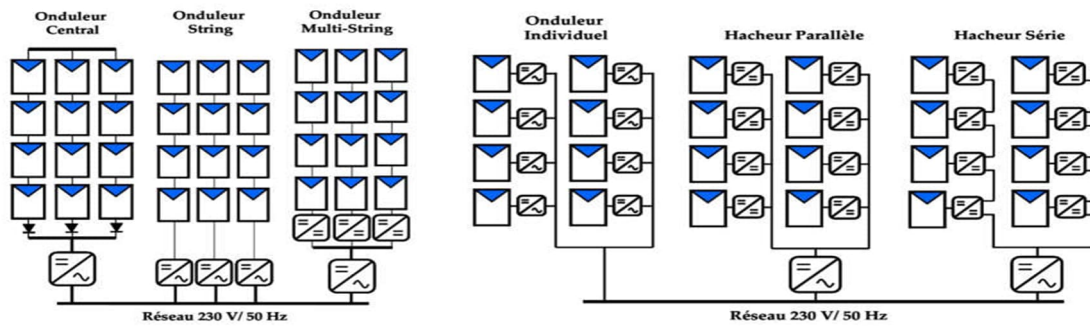 Onduleur
Central
Onduleur
String
Onduleur
Multi-String
Réseau 230 V/ 50 Hz
Onduleur
Individuel
Hacheur Parallèle
Hacheur Série
Réseau 230 V/ 50 Hz